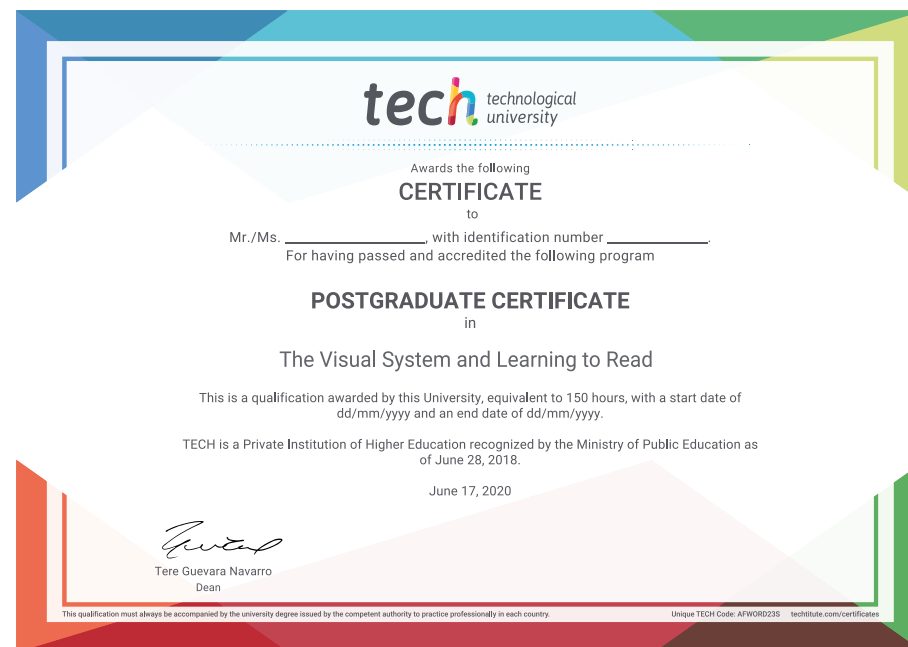 tech technological
university
Awards the following
CERTIFICATE
to
Mr./Ms. ____________________, with identification number ______________.
For having passed and accredited the following program
POSTGRADUATE CERTIFICATE
in
The Visual System and Learning to Read
This is a qualification awarded by this University, equivalent to 150 hours, with a start date of
dd/mm/yyyy and an end date of dd/mm/yyyy.
TECH is a Private Institution of Higher Education recognized by the Ministry of Public Education as
of June 28, 2018.
June 17, 2020
Tere Guevara Navarro
Dean
This qualification must always be accompanied by the university degree issued by the competent authority to practice professionally in each country. Unique TECH Code: AFWORD23S techtitute.com/certificates